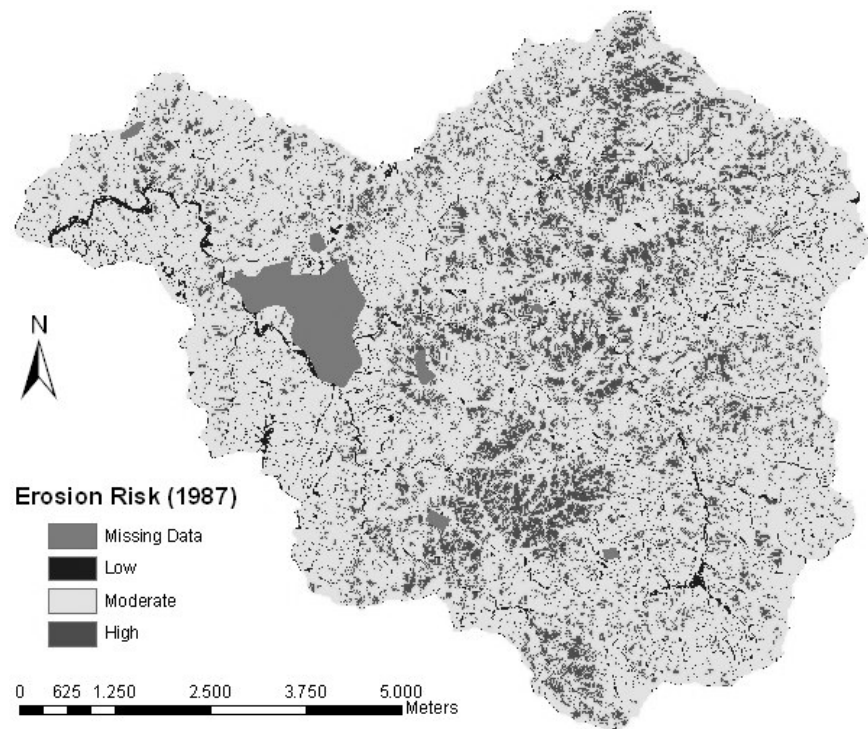 N
Erosion Risk (1987)
Missing Data
Low
Moderate
High
0 625 1.250 2.500 3.750 5.000
Meters